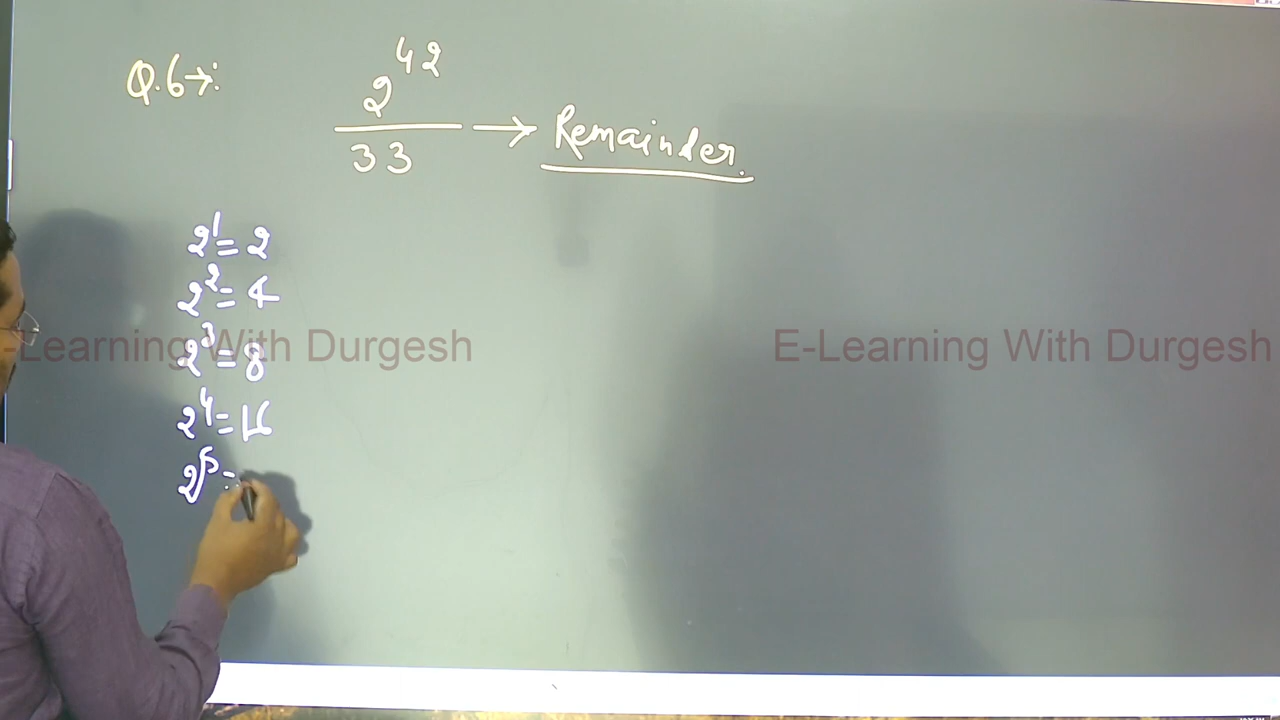 Q.6→: 2^42
33 → Remainder.
2^1 = 2
2^2 = 4
2^3 = 8
E-Learning With Durgesh E-Learning With Durgesh
2^4 = 16
2^5 =